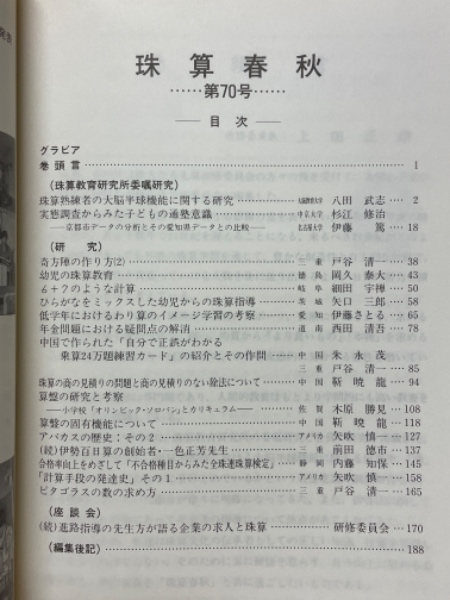 珠算春秋
……第70号……
── 目次 ──
グラビア
巻頭言 …… 1
(珠算教育研究所委嘱研究)
珠算熟練者の大脳半球機能に関する研究 …… 大阪教育大学 八田 武志 … 2
実態調査からみた子どもの通塾意識 …… 中京大学 杉江 修治
──京都市データの分析とその愛知県データとの比較── 名古屋大学 伊藤 篤 … 18
(研究)
奇方陣の作り方(2) …… 三重 戸谷 清一 … 38
幼児の珠算教育 …… 徳島 岡久 泰大 … 43
6+7のような計算 …… 岐阜 細田 宇掙 … 50
ひらがなをミックスした幼児からの珠算指導 …… 茨城 矢口 三郎 … 58
低学年におけるわり算のイメージ学習の考察 …… 愛知 伊藤さとる … 65
年金問題における疑問点の解消 …… 道南 西田 清吾 … 78
中国で作られた「自分で正誤がわかる
乗算24万題練習カード」の紹介とその作問 …… 中国 朱 永茂
三重 戸谷 清一 … 85
珠算の商の見積りの問題と商の見積りのない除法について …… 中国 靳 暁龍 … 94
算盤の研究と考察
──小学校「オリンピック・ソロバン」とカリキュラム── 佐賀 木原 勝見 … 108
算盤の固有機能について …… 中国 靳 暁龍 … 118
アバカスの歴史:その2 …… アメリカ 矢吹 慎一 … 127
(続)伊勢百日算の創始者・一色正芳先生 …… 三重 前田 徳市 … 137
合格率向上をめざして「不合格種目からみた全珠連珠算検定」 …… 静岡 内藤 知保 … 145
「計算手段の発達史」その1 …… アメリカ 矢吹 慎一 … 158
ピタゴラスの数の求め方 …… 三重 戸谷 清一 … 165
(座談会)
(続)進路指導の先生方が語る企業の求人と珠算 …… 研修委員会 … 170
(編集後記) …… 188